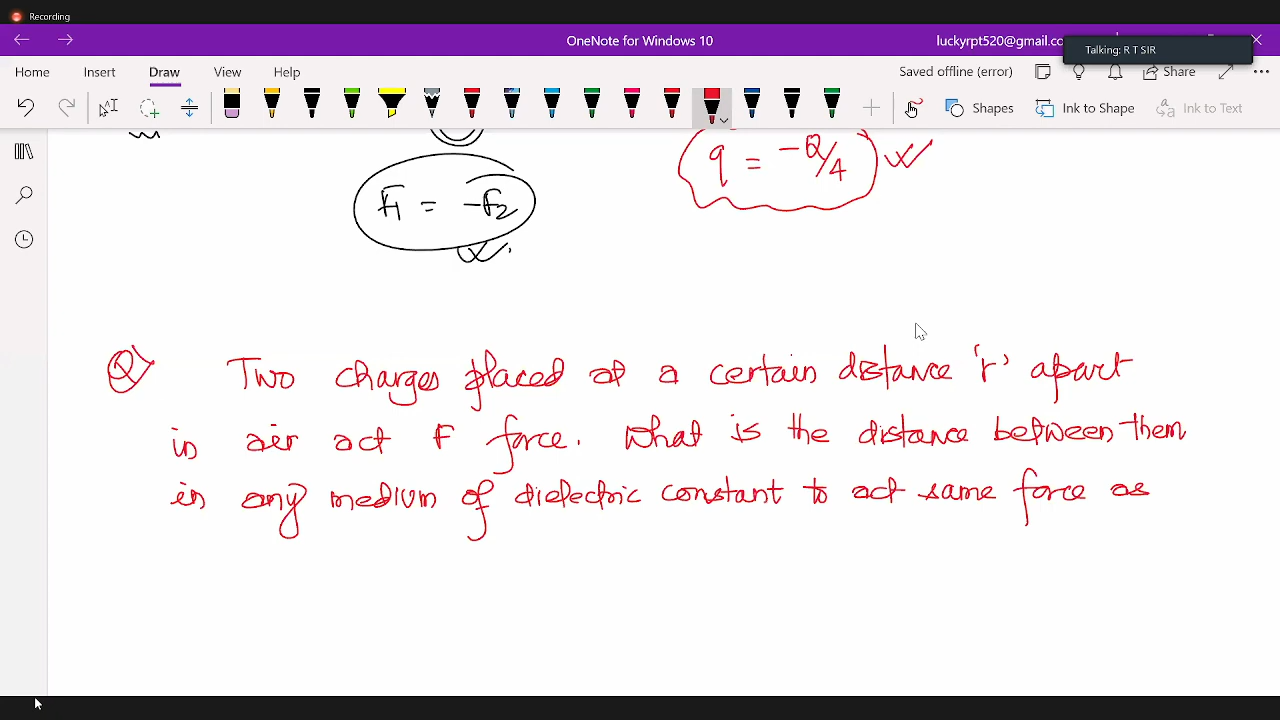 Recording
OneNote for Windows 10
luckyrpt520@gmail.co
Talking: R T SIR
Home Insert Draw View Help
Saved offline (error)
Share
Shapes
Ink to Shape
Ink to Text
q = -Q/4
F1 = -F2
Q Two charges placed at a certain distance 'r' apart
in air act F force. What is the distance between them
in any medium of dielectric constant to act same force as